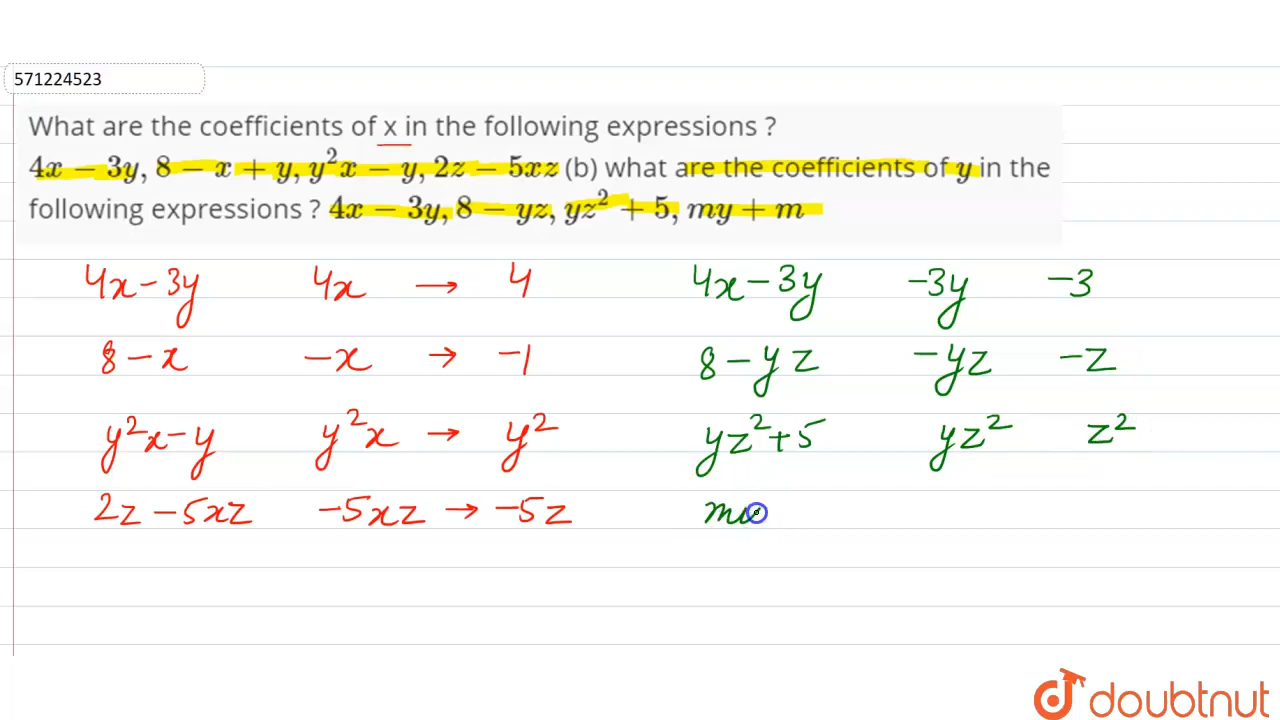 571224523
What are the coefficients of x in the following expressions ?
4x − 3y, 8 − x + y, y²x − y, 2z − 5xz (b) what are the coefficients of y in the
following expressions ? 4x − 3y, 8 − yz, yz² + 5, my + m
4x − 3y 4x → 4 4x − 3y −3y −3
8 − x −x → −1 8 − yz −yz −z
y²x − y y²x → y² yz² + 5 yz² z²
2z − 5xz −5xz → −5z m
doubtnut